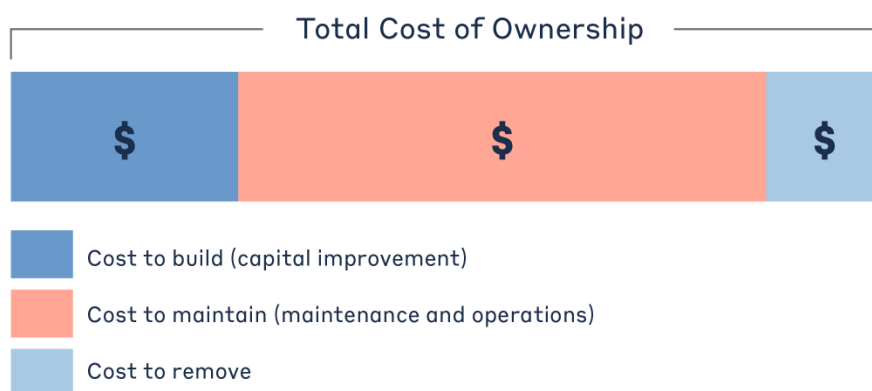 Total Cost of Ownership
$ $ $
Cost to build (capital improvement)
Cost to maintain (maintenance and operations)
Cost to remove